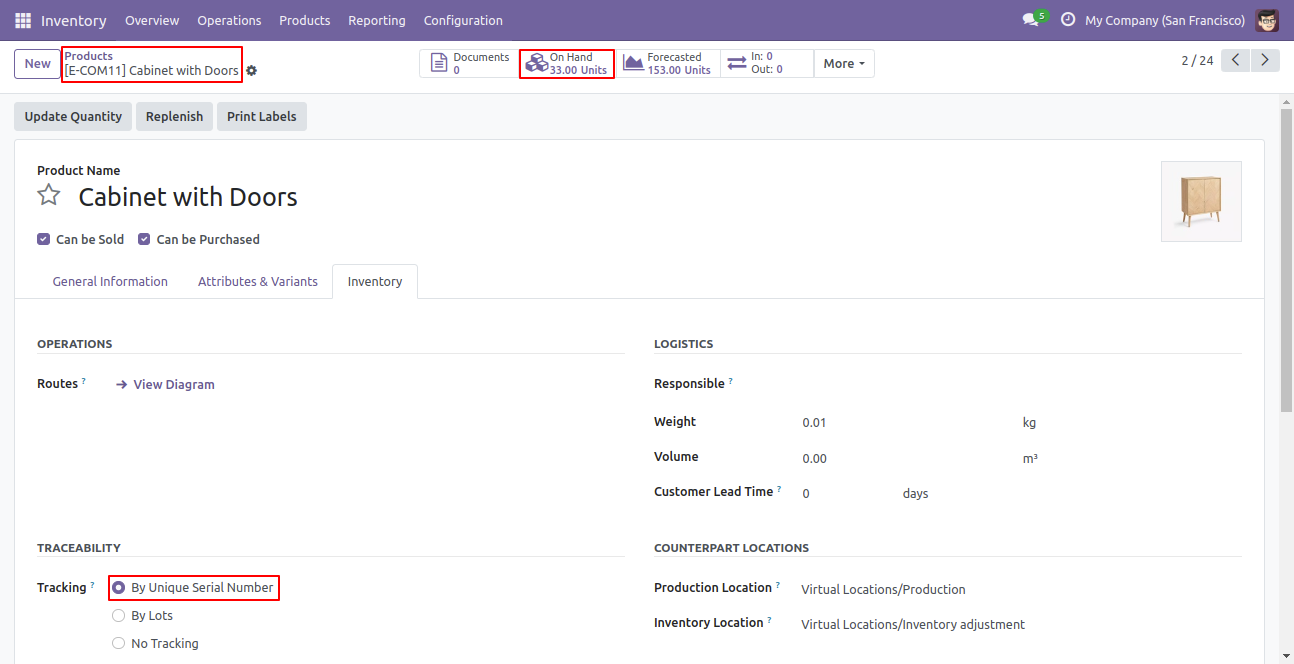 Inventory Overview Operations Products Reporting Configuration 5 My Company (San Francisco)
New Products
[E-COM11] Cabinet with Doors
Documents
0
On Hand
33.00 Units
Forecasted
153.00 Units
In: 0
Out: 0
More
2 / 24
Update Quantity Replenish Print Labels
Product Name
Cabinet with Doors
Can be Sold Can be Purchased
General Information Attributes & Variants Inventory
OPERATIONS
Routes ? View Diagram
LOGISTICS
Responsible ?
Weight 0.01 kg
Volume 0.00 m³
Customer Lead Time ? 0 days
TRACEABILITY
Tracking ? By Unique Serial Number
By Lots
No Tracking
COUNTERPART LOCATIONS
Production Location ? Virtual Locations/Production
Inventory Location ? Virtual Locations/Inventory adjustment